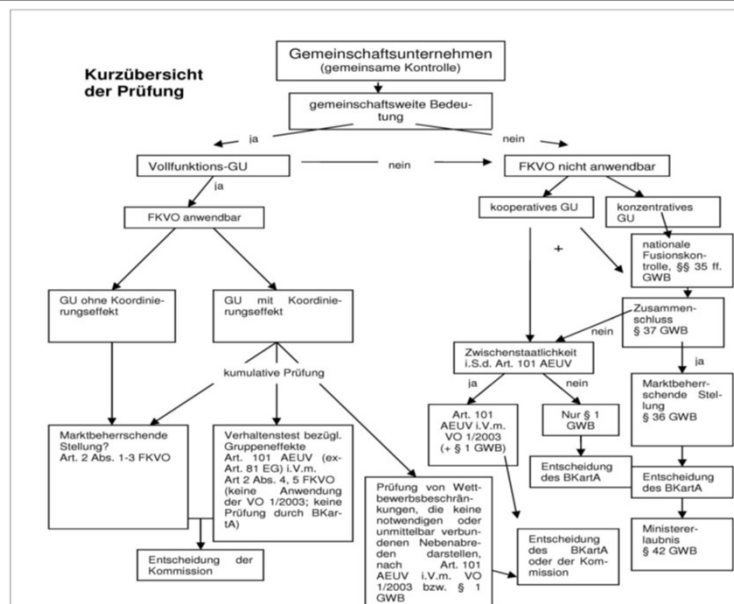 Kurzübersicht
der Prüfung
Gemeinschaftsunternehmen
(gemeinsame Kontrolle)
gemeinschaftsweite Bedeu-
tung
ja
nein
Vollfunktions-GU
nein
FKVO nicht anwendbar
ja
FKVO anwendbar
kooperatives GU
konzentratives
GU
+
nationale
Fusionskon-
trolle, §§ 35 ff.
GWB
GU ohne Koordinie-
rungseffekt
GU mit Koordinie-
rungseffekt
Zusammen-
schluss
§ 37 GWB
nein
Zwischenstaatlichkeit
i.S.d. Art. 101 AEUV
ja
kumulative Prüfung
ja
nein
Marktbeherr-
schende Stel-
lung
§ 36 GWB
Art. 101
AEUV i.V.m.
VO 1/2003
(+ § 1 GWB)
Nur § 1
GWB
Marktbeherrschende
Stellung?
Art. 2 Abs. 1-3 FKVO
Verhaltenstest bezügl.
Gruppeneffekte
Art. 101 AEUV (ex-
Art. 81 EG) i.V.m.
Art 2 Abs. 4, 5 FKVO
(keine Anwendung
der VO 1/2003; keine
Prüfung durch BKar-
tA)
Entscheidung
des BKartA
Entscheidung
des BKartA
Prüfung von Wett-
bewerbsbeschrän-
kungen, die keine
notwendigen oder
unmittelbar verbun-
denen Nebenabre-
den darstellen,
nach Art. 101
AEUV i.V.m. VO
1/2003 bzw. § 1
GWB
Entscheidung
des BKartA
oder der Kom-
mission
Ministerer-
laubnis
§ 42 GWB
Entscheidung der
Kommission